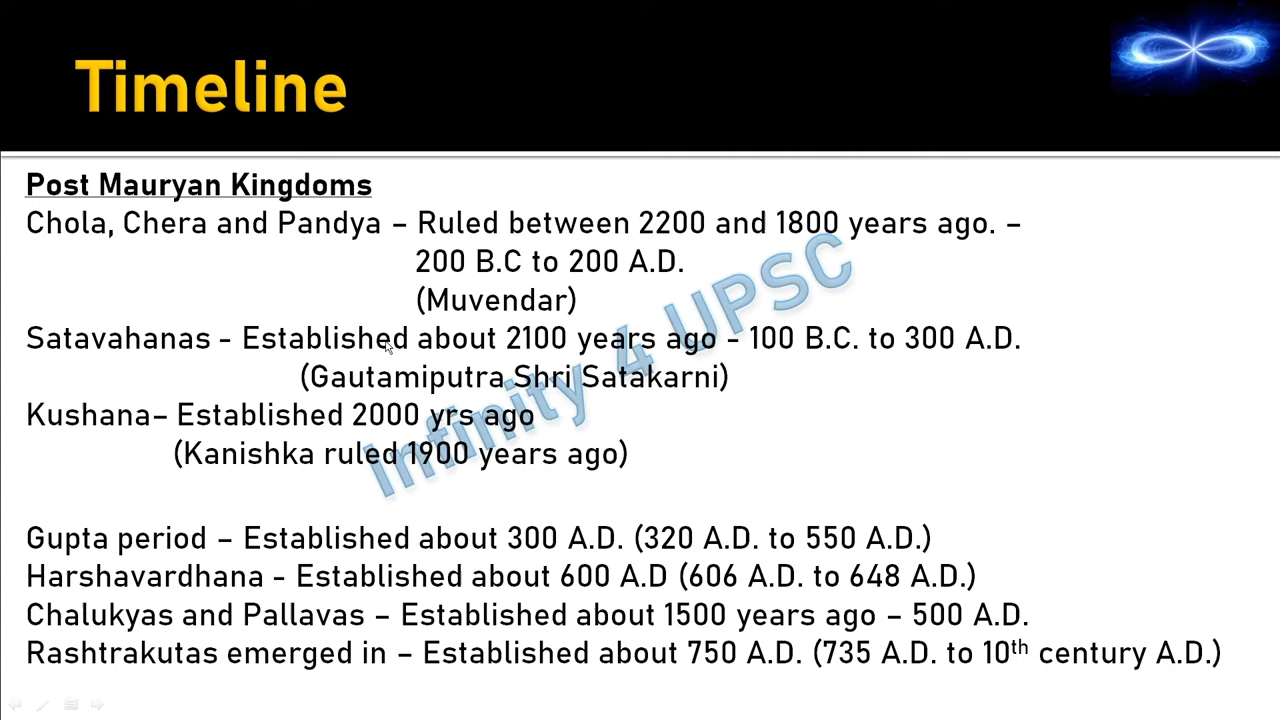 Timeline
Post Mauryan Kingdoms
Chola, Chera and Pandya – Ruled between 2200 and 1800 years ago. –
200 B.C to 200 A.D.
(Muvendar)
Satavahanas - Established about 2100 years ago - 100 B.C. to 300 A.D.
(Gautamiputra Shri Satakarni)
Kushana– Established 2000 yrs ago
(Kanishka ruled 1900 years ago)
Infinity 4 UPSC
Gupta period – Established about 300 A.D. (320 A.D. to 550 A.D.)
Harshavardhana - Established about 600 A.D (606 A.D. to 648 A.D.)
Chalukyas and Pallavas – Established about 1500 years ago – 500 A.D.
Rashtrakutas emerged in – Established about 750 A.D. (735 A.D. to 10th century A.D.)